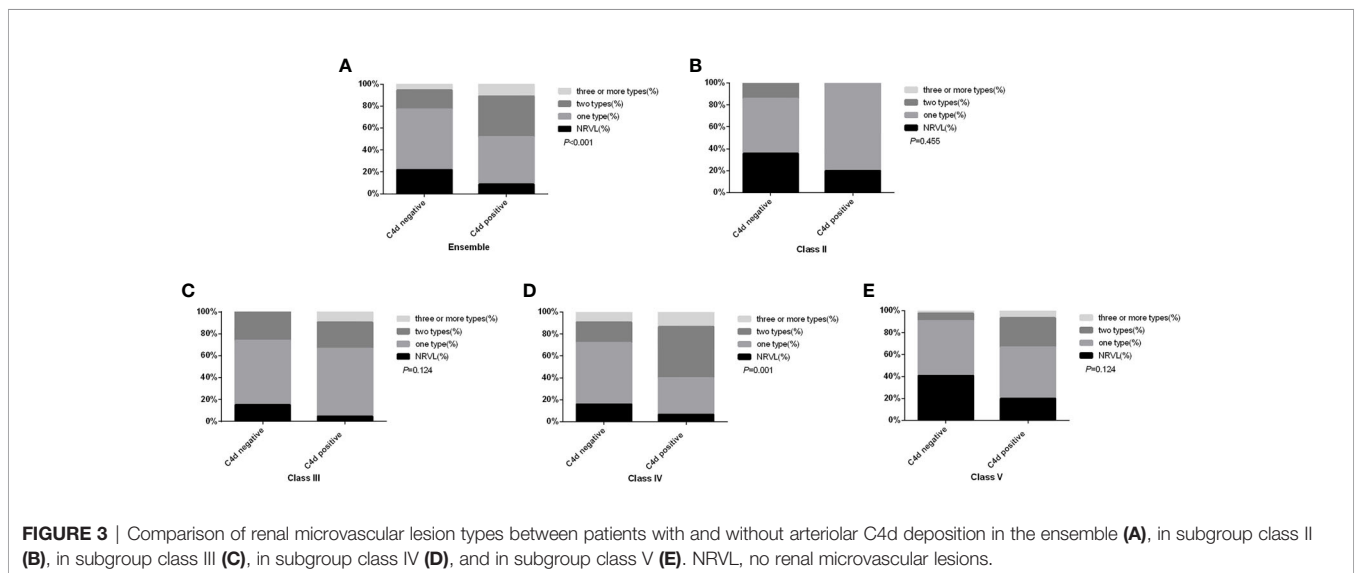 A
100%
80%
60%
40%
20%
0%
C4d negative
C4d positive
Ensemble
three or more types(%)
two types(%)
one type(%)
NRVL(%)
P<0.001
B
100%
80%
60%
40%
20%
0%
C4d negative
C4d positive
Class II
three or more types(%)
two types(%)
one type(%)
NRVL(%)
P=0.455
C
100%
80%
60%
40%
20%
0%
C4d negative
C4d positive
Class III
three or more types(%)
two types(%)
one type(%)
NRVL(%)
P=0.124
D
100%
80%
60%
40%
20%
0%
C4d negative
C4d positive
Class IV
three or more types(%)
two types(%)
one type(%)
NRVL(%)
P=0.001
E
100%
80%
60%
40%
20%
0%
C4d negative
C4d positive
Class V
three or more types(%)
two types(%)
one type(%)
NRVL(%)
P=0.124
FIGURE 3 | Comparison of renal microvascular lesion types between patients with and without arteriolar C4d deposition in the ensemble (A), in subgroup class II
(B), in subgroup class III (C), in subgroup class IV (D), and in subgroup class V (E). NRVL, no renal microvascular lesions.